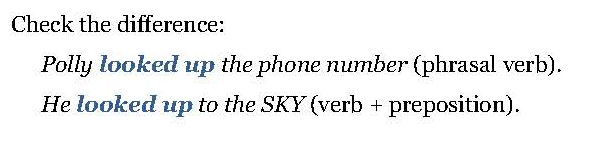 Check the difference:
Polly looked up the phone number (phrasal verb).
He looked up to the SKY (verb + preposition).